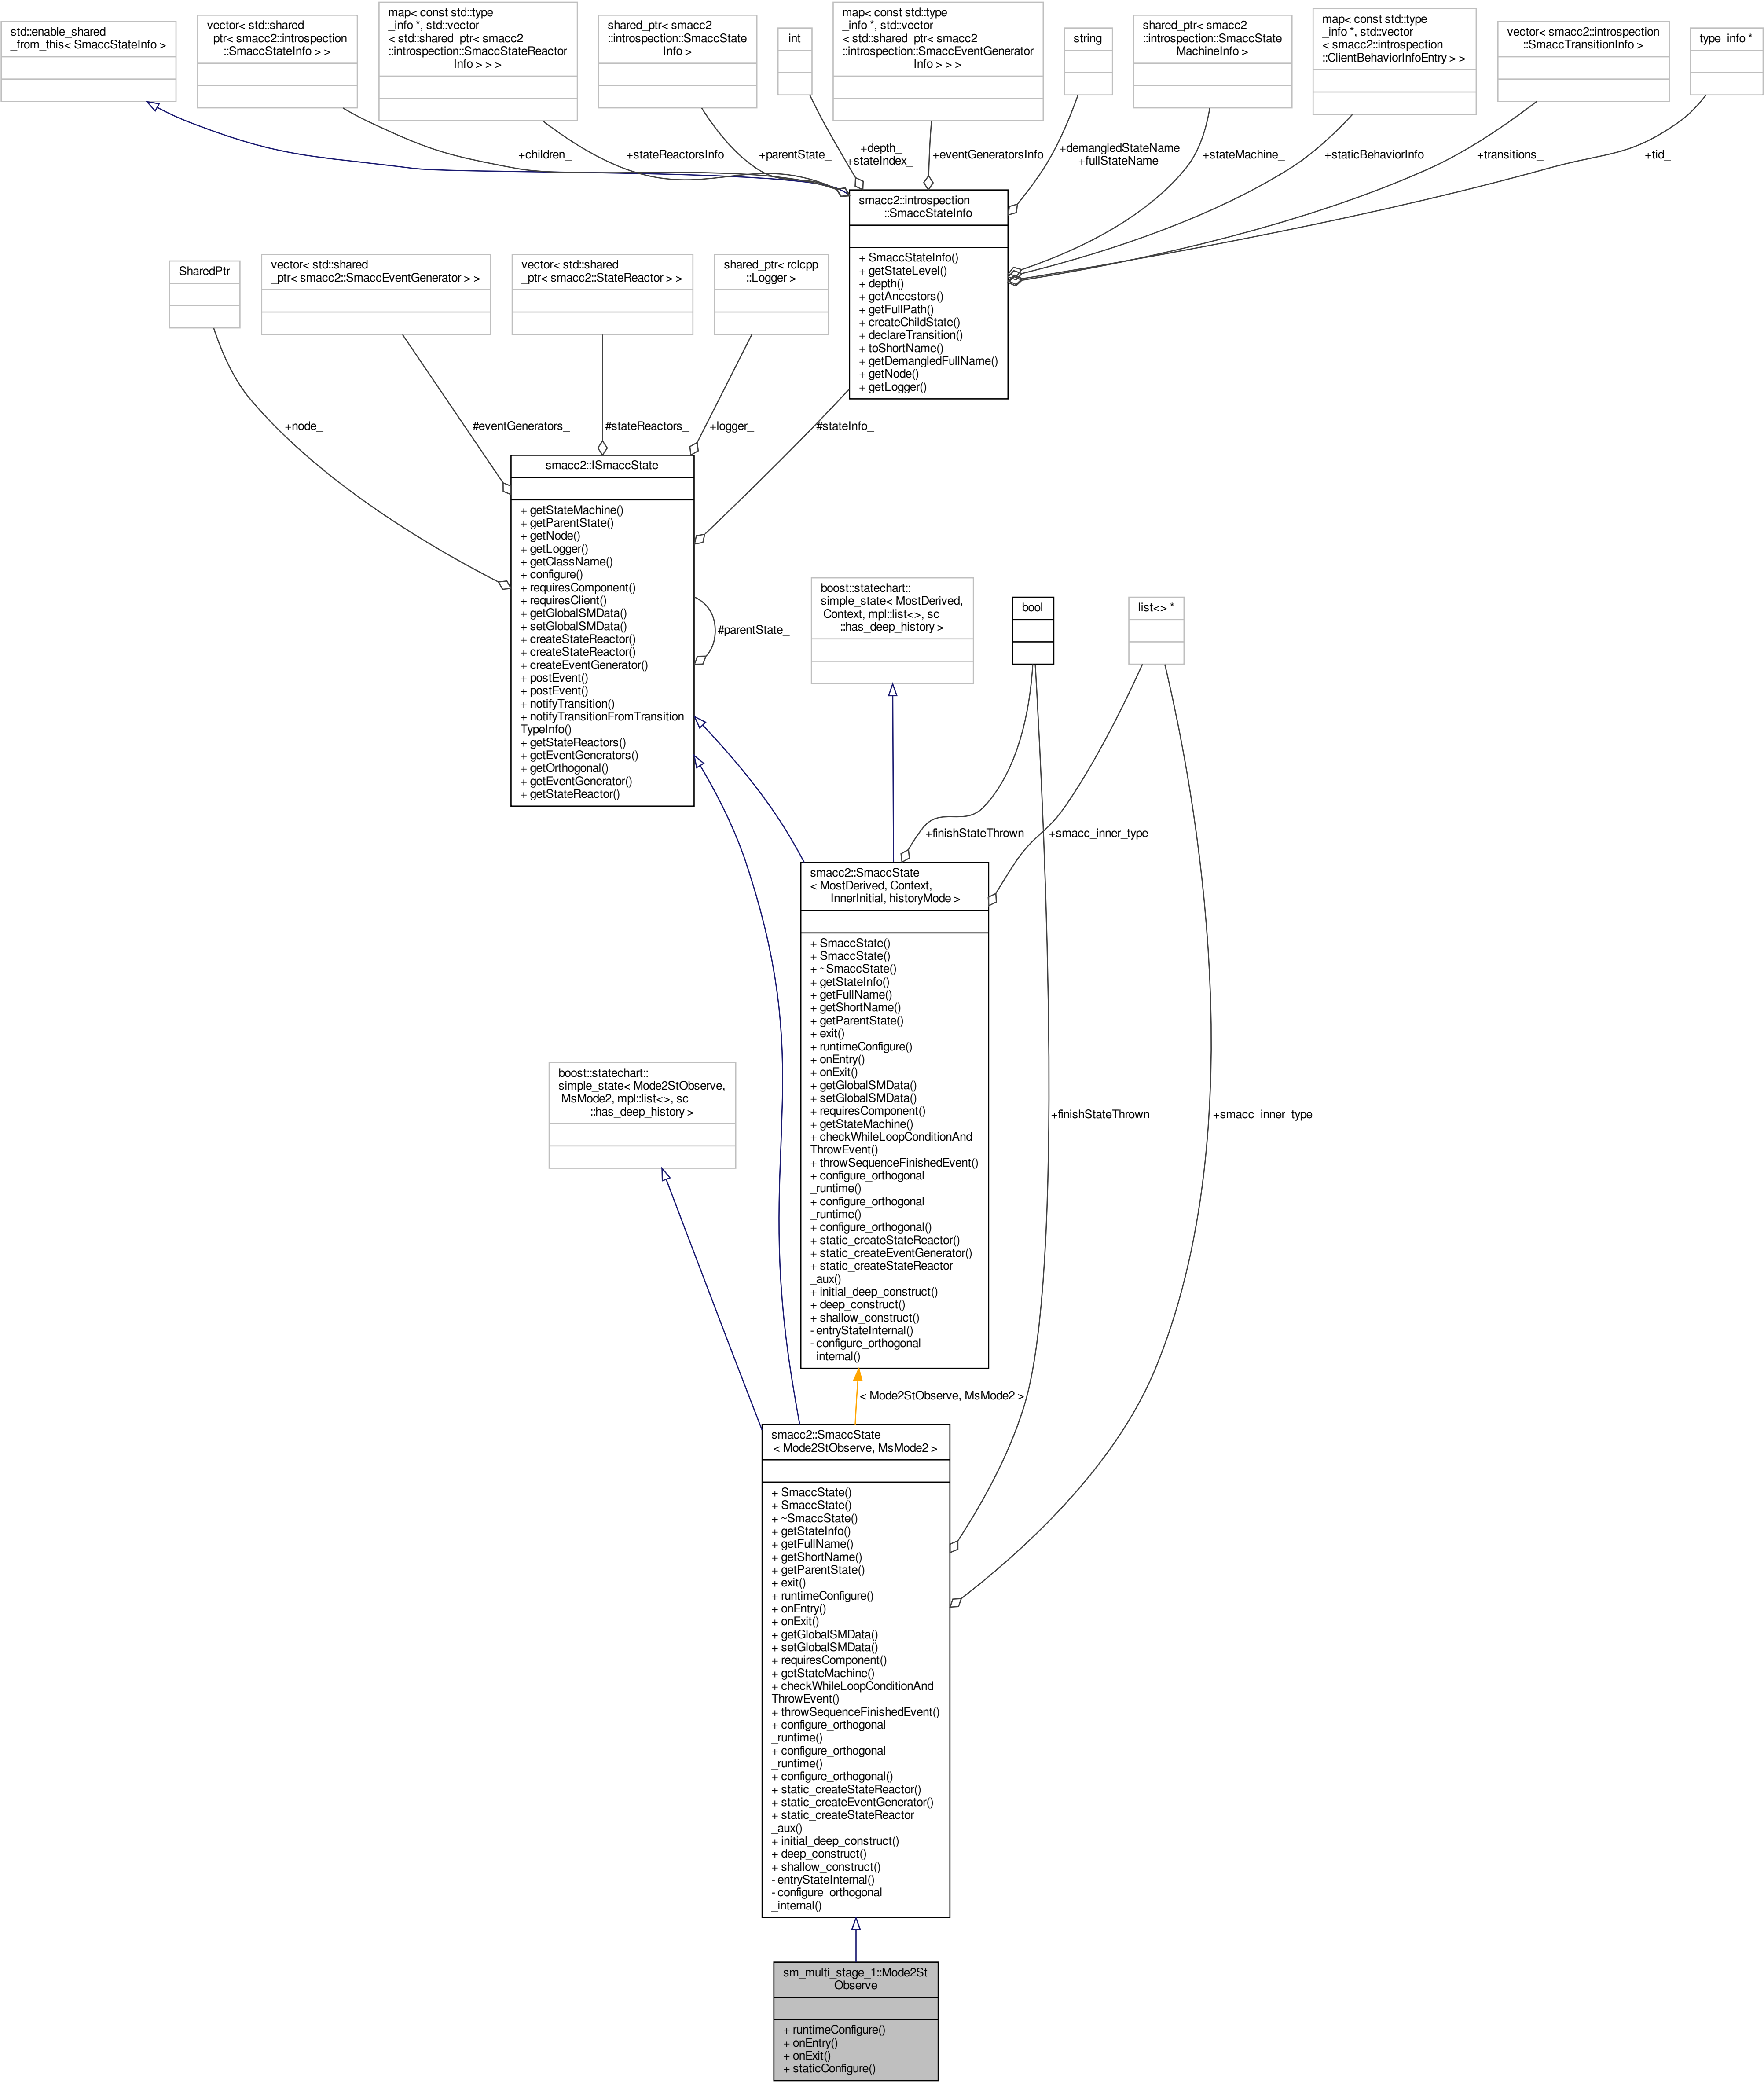 std::enable_shared
_from_this< SmaccStateInfo >
vector< std::shared
_ptr< smacc2::introspection
::SmaccStateInfo > >
map< const std::type
_info *, std::vector
< std::shared_ptr< smacc2
::introspection::SmaccStateReactor
Info > > >
shared_ptr< smacc2
::introspection::SmaccState
Info >
int
map< const std::type
_info *, std::vector
< std::shared_ptr< smacc2
::introspection::SmaccEventGenerator
Info > > >
string
shared_ptr< smacc2
::introspection::SmaccState
MachineInfo >
map< const std::type
_info *, std::vector
< smacc2::introspection
::ClientBehaviorInfoEntry > >
vector< smacc2::introspection
::SmaccTransitionInfo >
type_info *
+children_
+stateReactorsInfo
+parentState_
+depth_
+stateIndex_
+eventGeneratorsInfo
+demangledStateName
+fullStateName
+stateMachine_
+staticBehaviorInfo
+transitions_
+tid_
smacc2::introspection
::SmaccStateInfo
+ SmaccStateInfo()
+ getStateLevel()
+ depth()
+ getAncestors()
+ getFullPath()
+ createChildState()
+ declareTransition()
+ toShortName()
+ getDemangledFullName()
+ getNode()
+ getLogger()
SharedPtr
vector< std::shared
_ptr< smacc2::SmaccEventGenerator > >
vector< std::shared
_ptr< smacc2::StateReactor > >
shared_ptr< rclcpp
::Logger >
+node_
#eventGenerators_
#stateReactors_
+logger_
#stateInfo_
smacc2::ISmaccState
+ getStateMachine()
+ getParentState()
+ getNode()
+ getLogger()
+ getClassName()
+ configure()
+ requiresComponent()
+ requiresClient()
+ getGlobalSMData()
+ setGlobalSMData()
+ createStateReactor()
+ createStateReactor()
+ createEventGenerator()
+ postEvent()
+ postEvent()
+ notifyTransition()
+ notifyTransitionFromTransition
TypeInfo()
+ getStateReactors()
+ getEventGenerators()
+ getOrthogonal()
+ getEventGenerator()
+ getStateReactor()
#parentState_
boost::statechart::
simple_state< MostDerived,
Context, mpl::list<>, sc
::has_deep_history >
bool
list<> *
+finishStateThrown
+smacc_inner_type
smacc2::SmaccState
< MostDerived, Context,
InnerInitial, historyMode >
+ SmaccState()
+ SmaccState()
+ ~SmaccState()
+ getStateInfo()
+ getFullName()
+ getShortName()
+ getParentState()
+ exit()
+ runtimeConfigure()
+ onEntry()
+ onExit()
+ getGlobalSMData()
+ setGlobalSMData()
+ requiresComponent()
+ getStateMachine()
+ checkWhileLoopConditionAnd
ThrowEvent()
+ throwSequenceFinishedEvent()
+ configure_orthogonal
_runtime()
+ configure_orthogonal
_runtime()
+ configure_orthogonal()
+ static_createStateReactor()
+ static_createEventGenerator()
+ static_createStateReactor
_aux()
+ initial_deep_construct()
+ deep_construct()
+ shallow_construct()
- entryStateInternal()
- configure_orthogonal
_internal()
boost::statechart::
simple_state< Mode2StObserve,
MsMode2, mpl::list<>, sc
::has_deep_history >
+finishStateThrown
+smacc_inner_type
< Mode2StObserve, MsMode2 >
smacc2::SmaccState
< Mode2StObserve, MsMode2 >
+ SmaccState()
+ SmaccState()
+ ~SmaccState()
+ getStateInfo()
+ getFullName()
+ getShortName()
+ getParentState()
+ exit()
+ runtimeConfigure()
+ onEntry()
+ onExit()
+ getGlobalSMData()
+ setGlobalSMData()
+ requiresComponent()
+ getStateMachine()
+ checkWhileLoopConditionAnd
ThrowEvent()
+ throwSequenceFinishedEvent()
+ configure_orthogonal
_runtime()
+ configure_orthogonal
_runtime()
+ configure_orthogonal()
+ static_createStateReactor()
+ static_createEventGenerator()
+ static_createStateReactor
_aux()
+ initial_deep_construct()
+ deep_construct()
+ shallow_construct()
- entryStateInternal()
- configure_orthogonal
_internal()
sm_multi_stage_1::Mode2St
Observe
+ runtimeConfigure()
+ onEntry()
+ onExit()
+ staticConfigure()